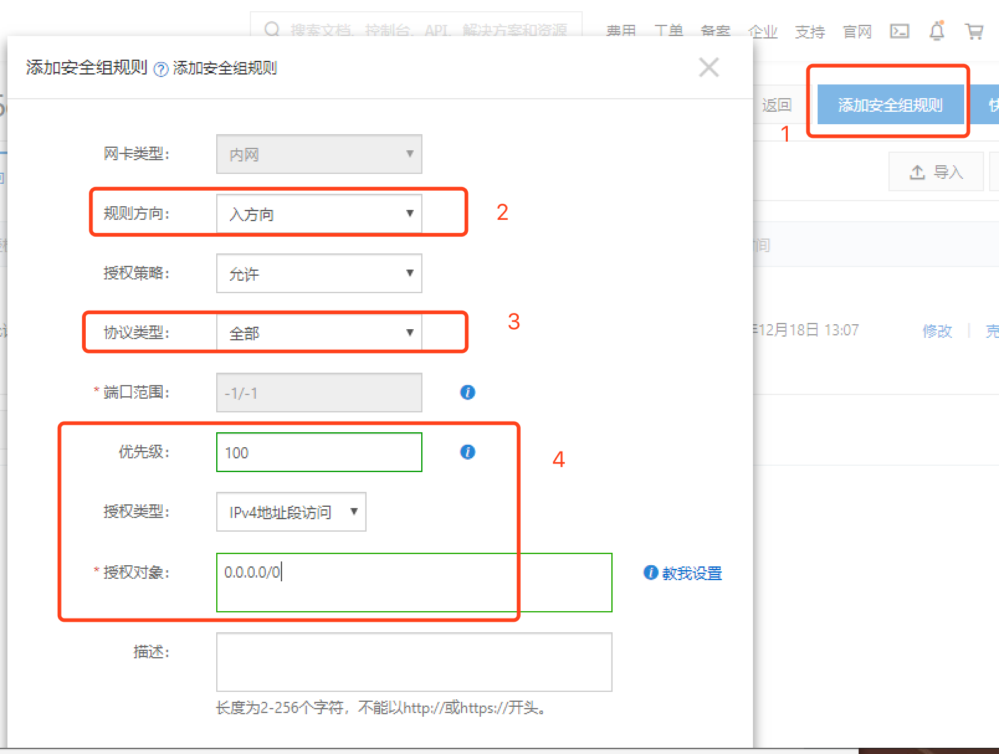 搜索文档、控制台、API、解决方案和资源
费用 工单 备案 企业 支持 官网
添加安全组规则 ? 添加安全组规则
返回
添加安全组规则
1
导入
网卡类型：
内网
规则方向：
入方向
2
间
授权策略：
允许
协议类型：
全部
3
12月18日 13:07
修改
* 端口范围：
-1/-1
优先级：
100
4
授权类型：
IPv4地址段访问
* 授权对象：
0.0.0.0/0
教我设置
描述：
长度为2-256个字符，不能以http://或https://开头。